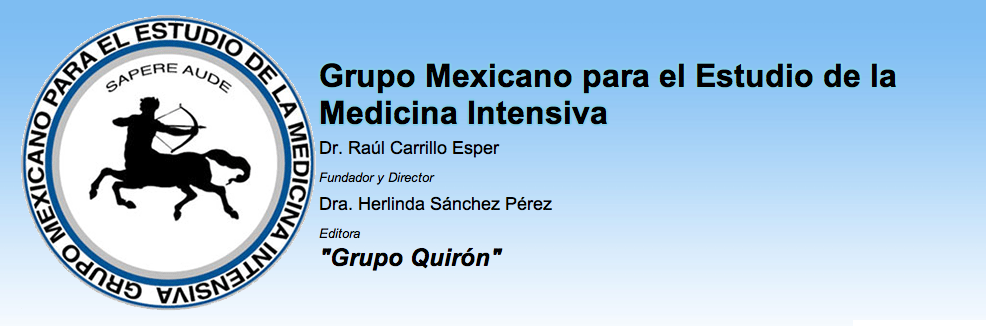 GRUPO MEXICANO PARA EL ESTUDIO DE LA MEDICINA INTENSIVA
SAPERE AUDE
Grupo Mexicano para el Estudio de la
Medicina Intensiva
Dr. Raúl Carrillo Esper
Fundador y Director
Dra. Herlinda Sánchez Pérez
Editora
"Grupo Quirón"